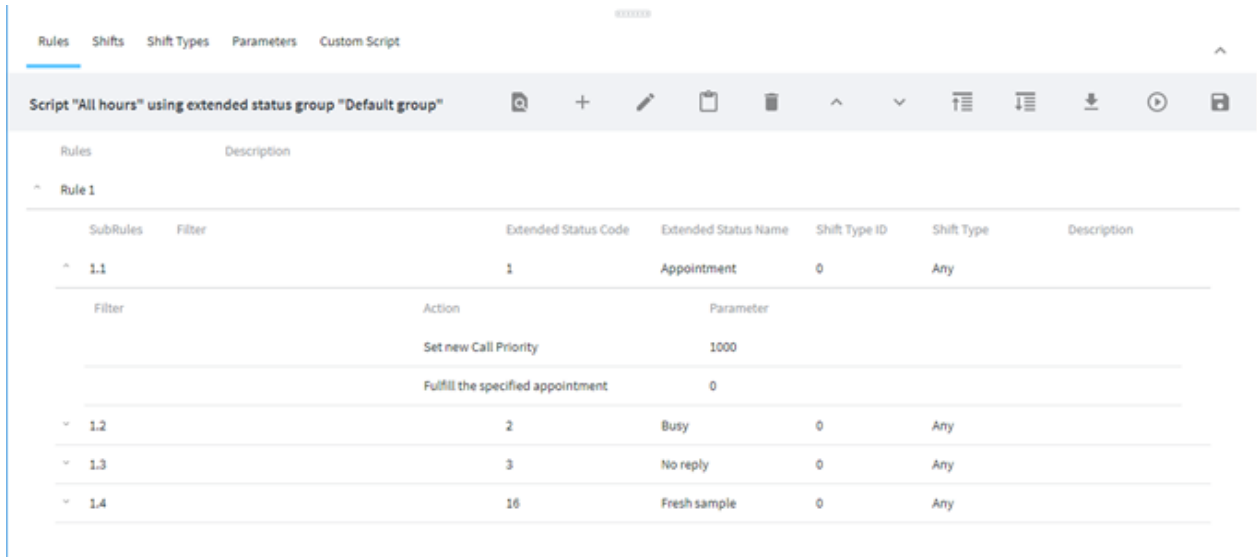 Rules Shifts Shift Types Parameters Custom Script
Script "All hours" using extended status group "Default group"
Rules Description
Rule 1
SubRules Filter Extended Status Code Extended Status Name Shift Type ID Shift Type Description
1.1 1 Appointment 0 Any
Filter Action Parameter
Set new Call Priority 1000
Fulfill the specified appointment 0
1.2 2 Busy 0 Any
1.3 3 No reply 0 Any
1.4 16 Fresh sample 0 Any